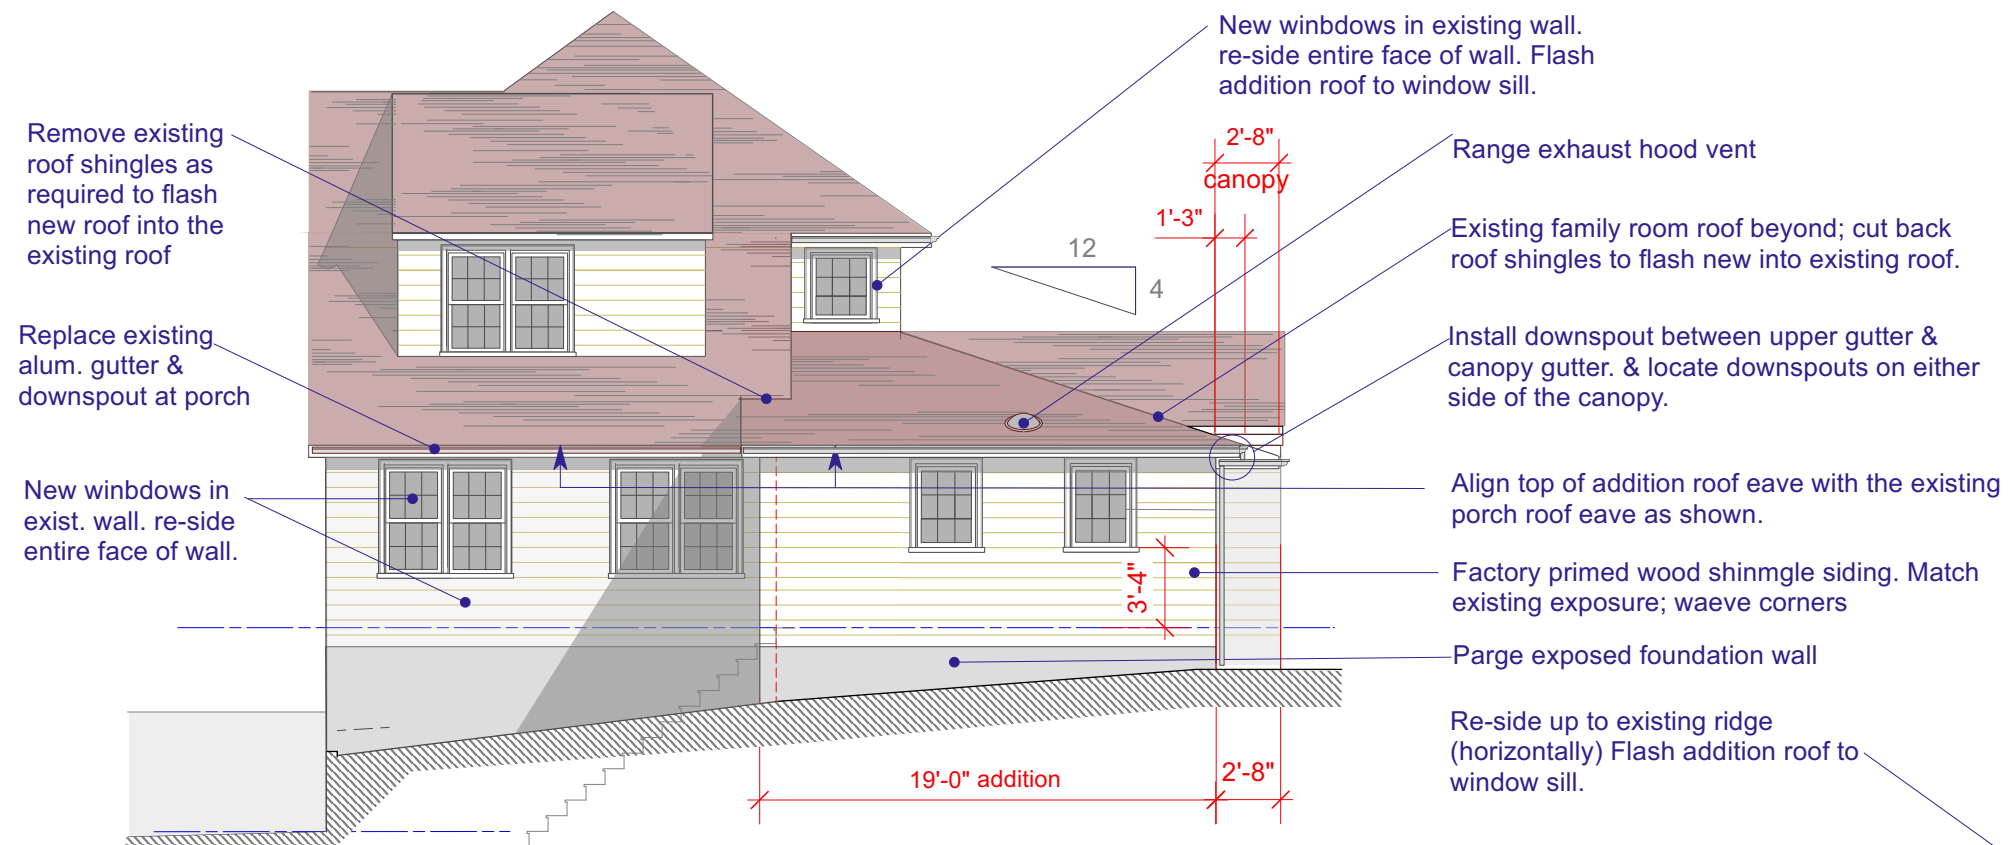 New winbdows in existing wall.
re-side entire face of wall. Flash
addition roof to window sill.
Remove existing
roof shingles as
required to flash
new roof into the
existing roof
2'-8"
canopy
1'-3"
Range exhaust hood vent
12
4
Existing family room roof beyond; cut back
roof shingles to flash new into existing roof.
Replace existing
alum. gutter &
downspout at porch
Install downspout between upper gutter &
canopy gutter. & locate downspouts on either
side of the canopy.
New winbdows in
exist. wall. re-side
entire face of wall.
Align top of addition roof eave with the existing
porch roof eave as shown.
3'-4"
Factory primed wood shinmgle siding. Match
existing exposure; waeve corners
Parge exposed foundation wall
Re-side up to existing ridge
(horizontally) Flash addition roof to
window sill.
19'-0" addition
2'-8"